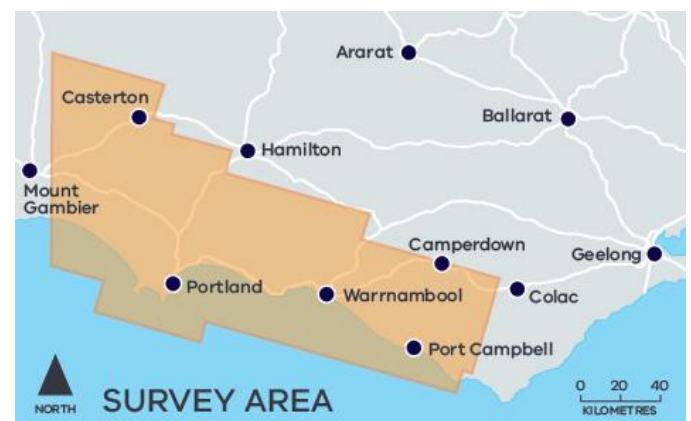 Ararat
Casterton
Ballarat
Hamilton
Mount
Gambier
Camperdown
Geelong
Portland
Warrnambool
Colac
Port Campbell
NORTH
SURVEY AREA
0 20 40
KILOMETRES